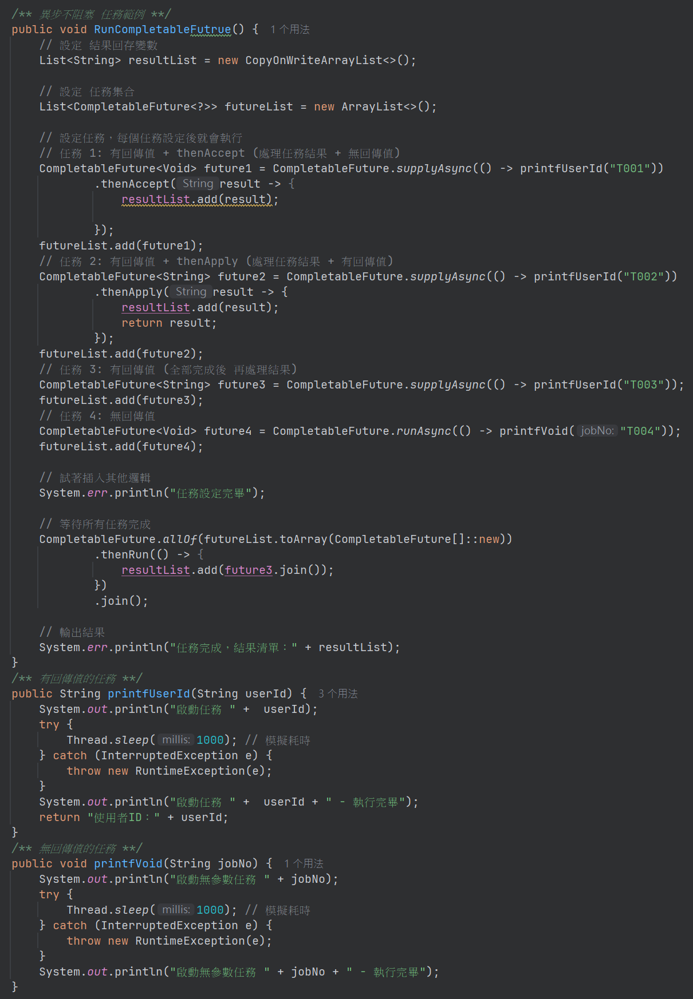 /** 異步不阻塞 任務範例 **/
public void RunCompletableFutrue() { 1 个用法
// 設定 結果回存變數
List<String> resultList = new CopyOnWriteArrayList<>();
// 設定 任務集合
List<CompletableFuture<?>> futureList = new ArrayList<>();
// 設定任務，每個任務設定後就會執行
// 任務 1: 有回傳值 + thenAccept (處理任務結果 + 無回傳值)
CompletableFuture<Void> future1 = CompletableFuture.supplyAsync(() -> printfUserId("T001"))
.thenAccept( String result -> {
resultList.add(result);
});
futureList.add(future1);
// 任務 2: 有回傳值 + thenApply (處理任務結果 + 有回傳值)
CompletableFuture<String> future2 = CompletableFuture.supplyAsync(() -> printfUserId("T002"))
.thenApply( String result -> {
resultList.add(result);
return result;
});
futureList.add(future2);
// 任務 3: 有回傳值 (全部完成後 再處理結果)
CompletableFuture<String> future3 = CompletableFuture.supplyAsync(() -> printfUserId("T003"));
futureList.add(future3);
// 任務 4: 無回傳值
CompletableFuture<Void> future4 = CompletableFuture.runAsync(() -> printfVoid( jobNo: "T004"));
futureList.add(future4);
// 試著插入其他邏輯
System.err.println("任務設定完畢");
// 等待所有任務完成
CompletableFuture.allOf(futureList.toArray(CompletableFuture[]::new))
.thenRun(() -> {
resultList.add(future3.join());
})
.join();
// 輸出結果
System.err.println("任務完成，結果清單：" + resultList);
}
/** 有回傳值的任務 **/
public String printfUserId(String userId) { 3 个用法
System.out.println("啟動任務 " +  userId);
try {
Thread.sleep( millis: 1000); // 模擬耗時
} catch (InterruptedException e) {
throw new RuntimeException(e);
}
System.out.println("啟動任務 " +  userId + " - 執行完畢");
return "使用者ID：" + userId;
}
/** 無回傳值的任務 **/
public void printfVoid(String jobNo) { 1 个用法
System.out.println("啟動無參數任務 " + jobNo);
try {
Thread.sleep( millis: 1000); // 模擬耗時
} catch (InterruptedException e) {
throw new RuntimeException(e);
}
System.out.println("啟動無參數任務 " + jobNo + " - 執行完畢");
}